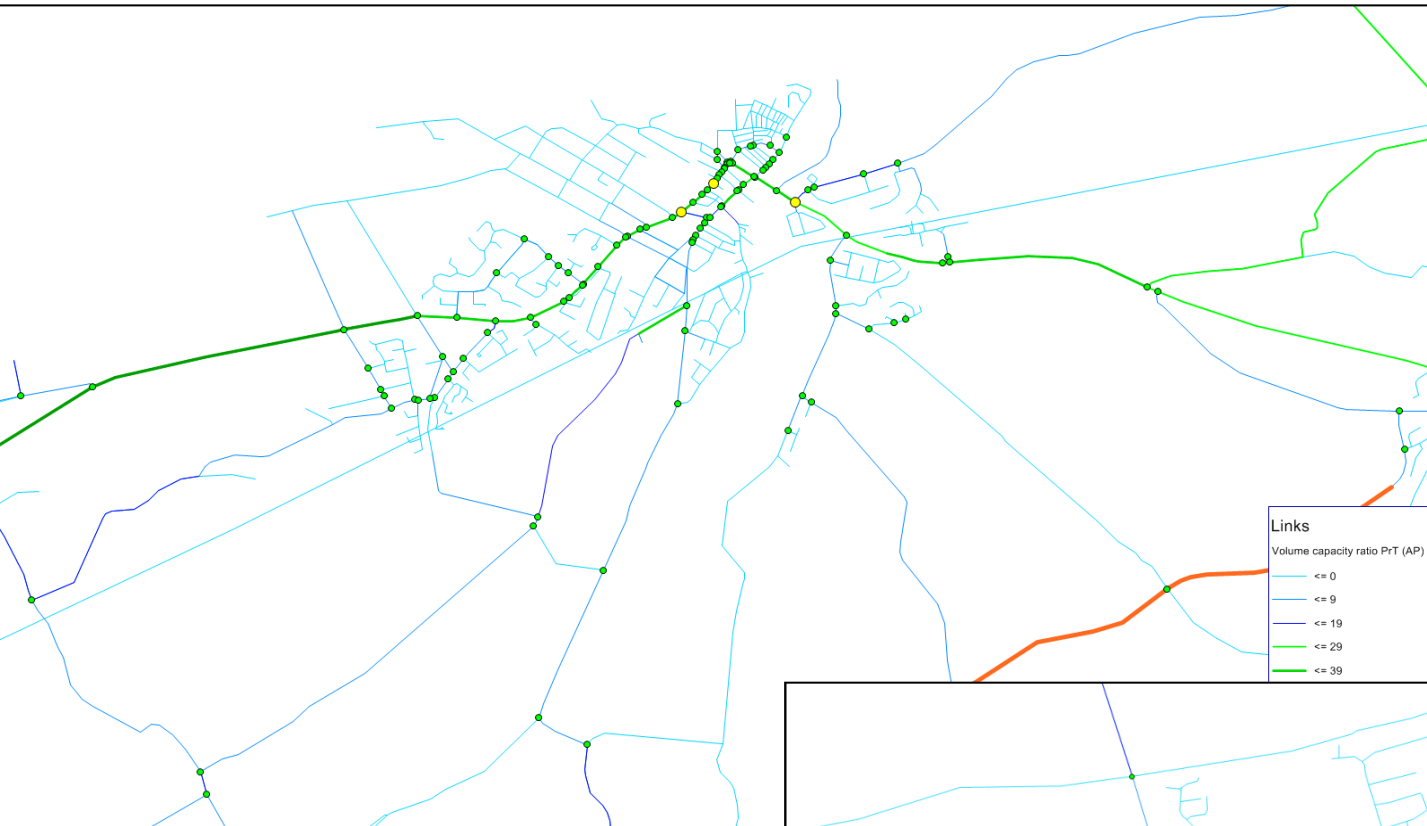 Links
Volume capacity ratio PrT (AP)
<= 0
<= 9
<= 19
<= 29
<= 39